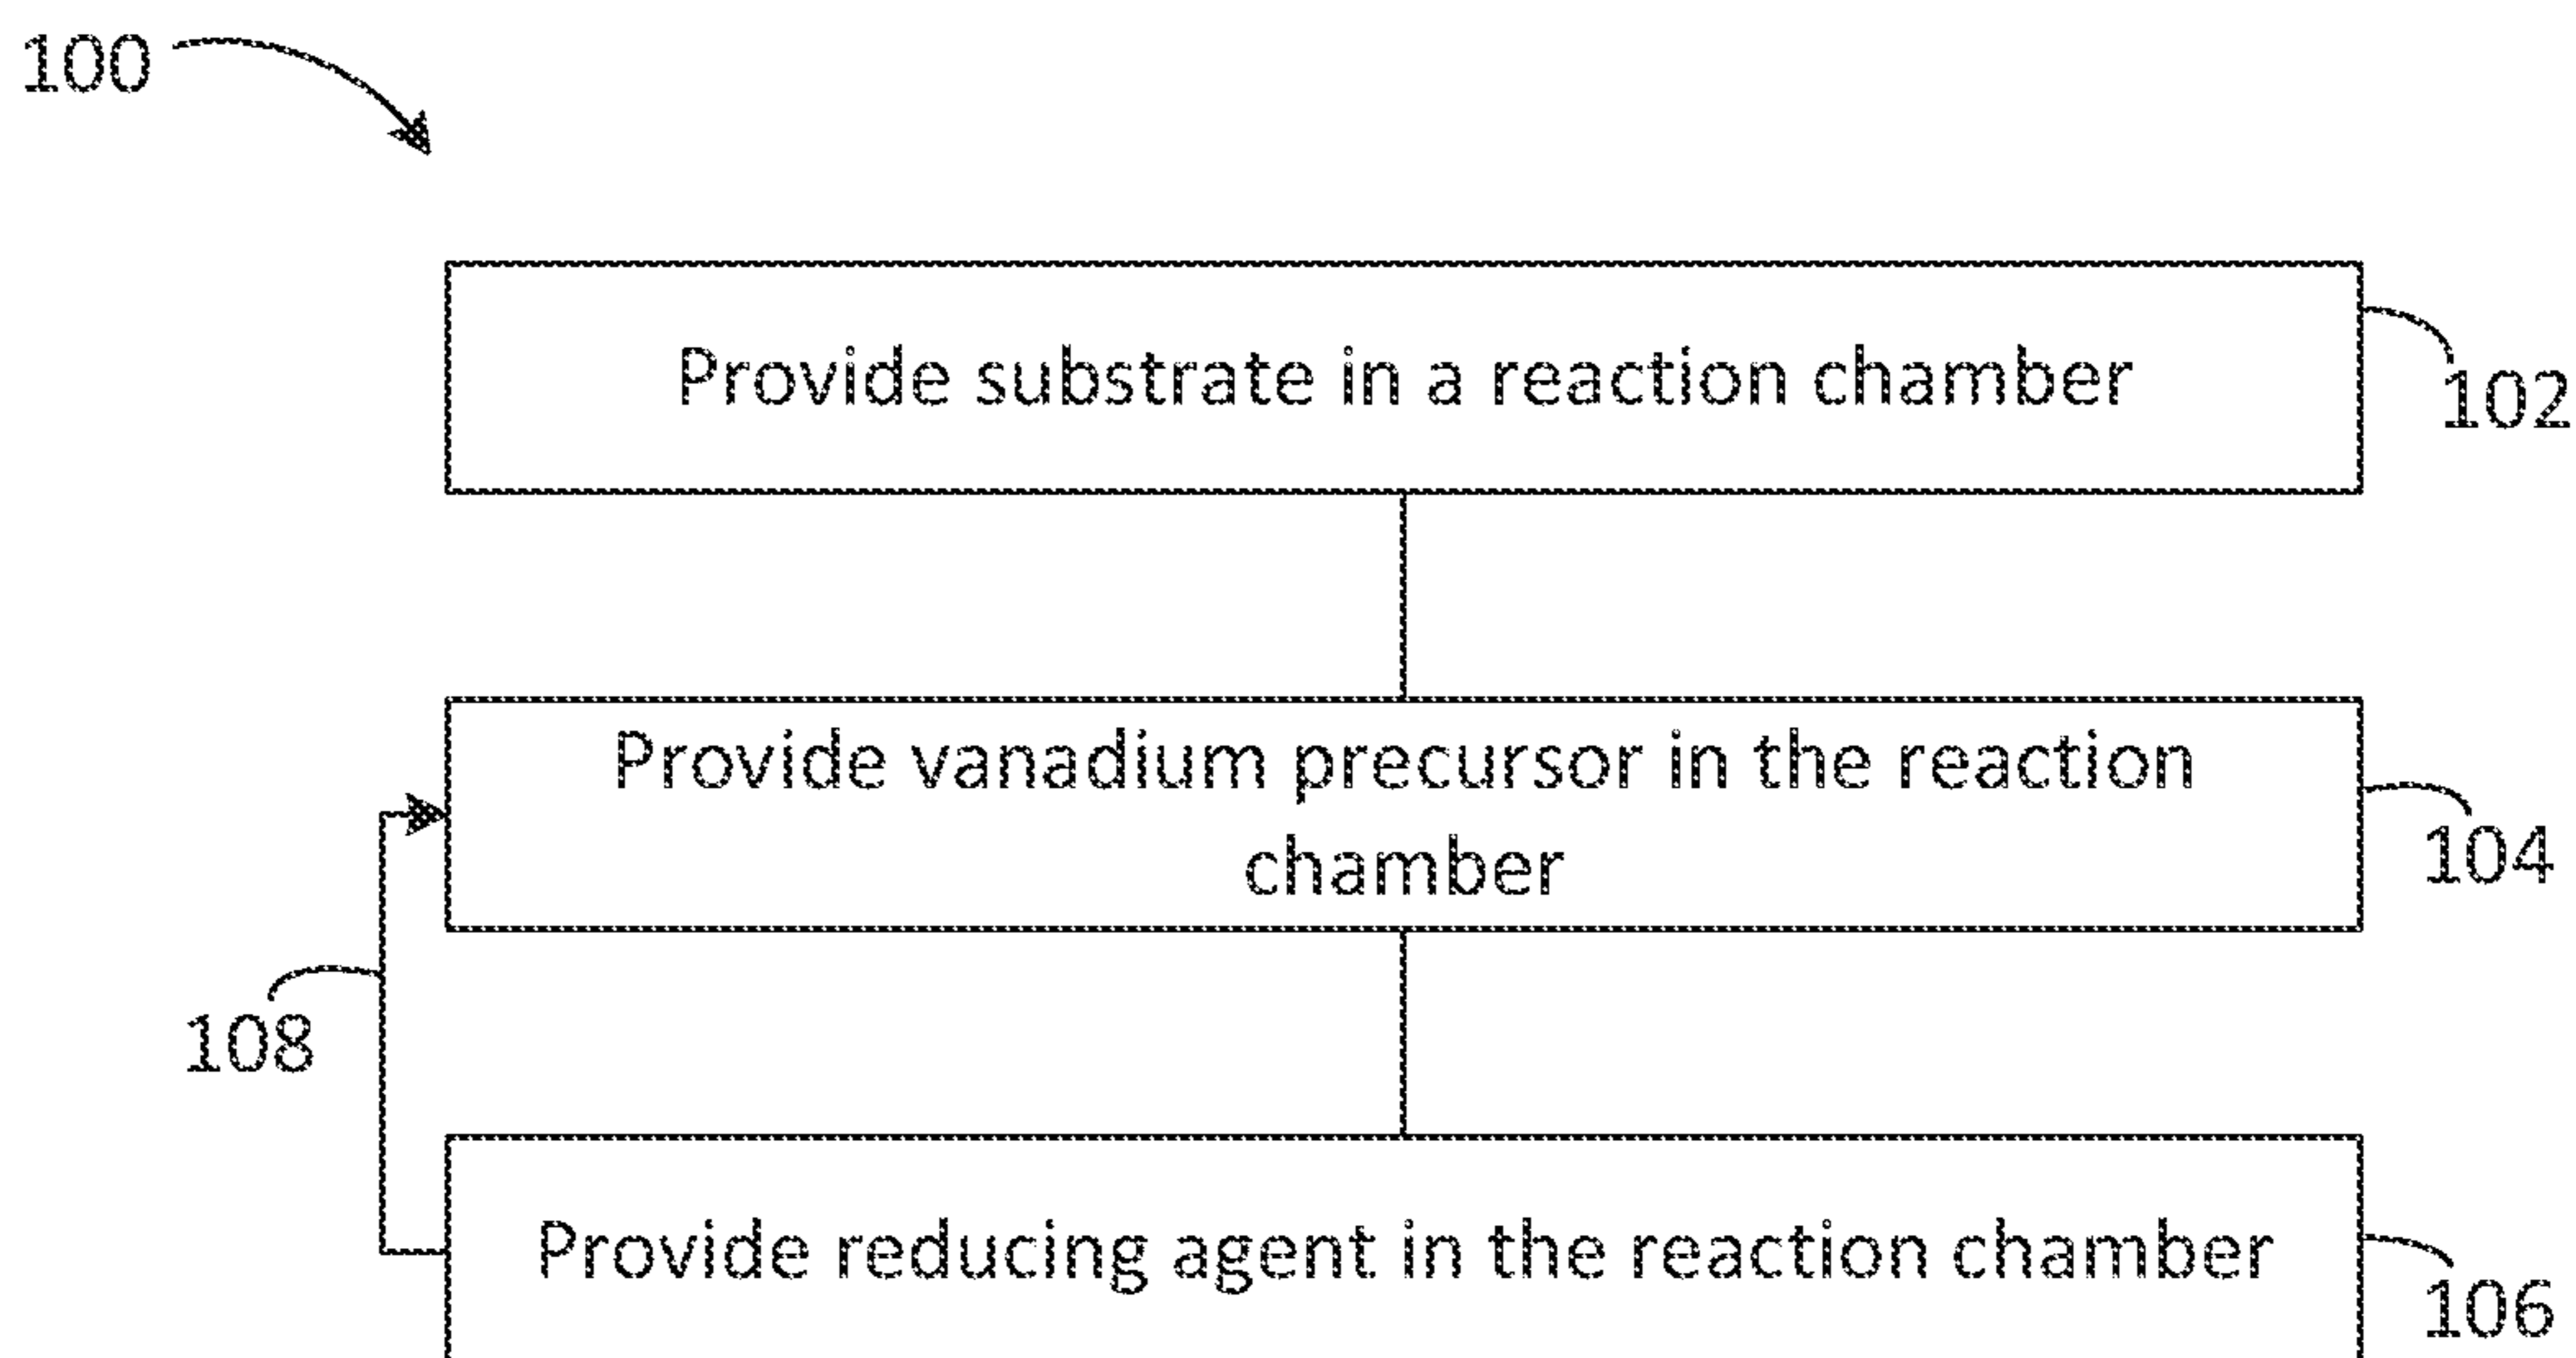 100
Provide substrate in a reaction chamber
102
Provide vanadium precursor in the reaction
chamber
104
108
Provide reducing agent in the reaction chamber
106